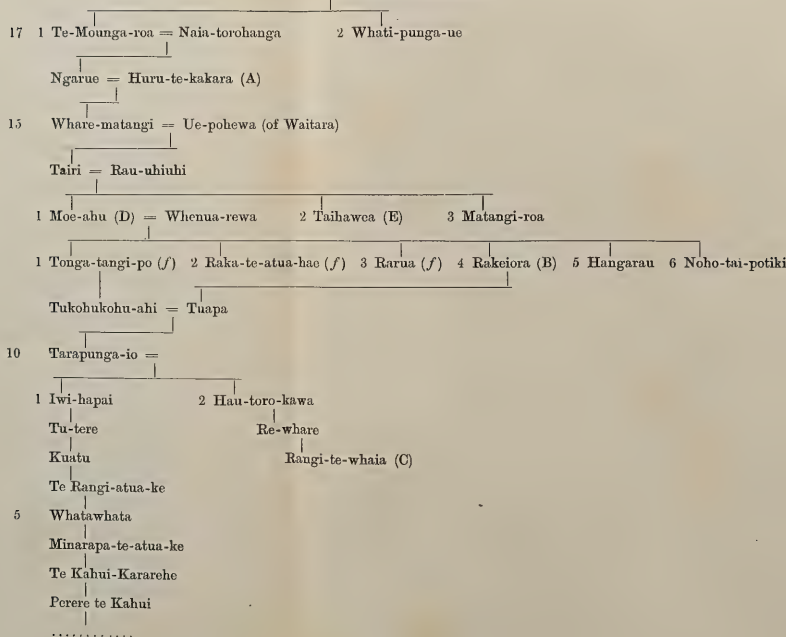 17 1 Te-Mounga-roa = Naia-torohanga 2 Whati-punga-ue
Ngarue = Huru-te-kakara (A)
15 Whare-matangi = Ue-pohewa (of Waitara)
Tairi = Rau-uhiuhi
1 Moe-ahu (D) = Whenua-rewa 2 Taihawea (E) 3 Matangi-roa
1 Tonga-tangi-po (f) 2 Raka-te-atua-hae (f) 3 Rarua (f) 4 Rakeiora (B) 5 Hangarau 6 Noho-tai-potiki
Tukohukohu-ahi = Tuapa
10 Tarapunga-io =
1 Iwi-hapai 2 Hau-toro-kawa
Tu-tere Re-whare
Kuatu Rangi-te-whaia (C)
Te Rangi-atua-ke
5 Whatawhata
Minarapa-te-atua-ke
Te Kahui-Kararehe
Perere te Kahui
............